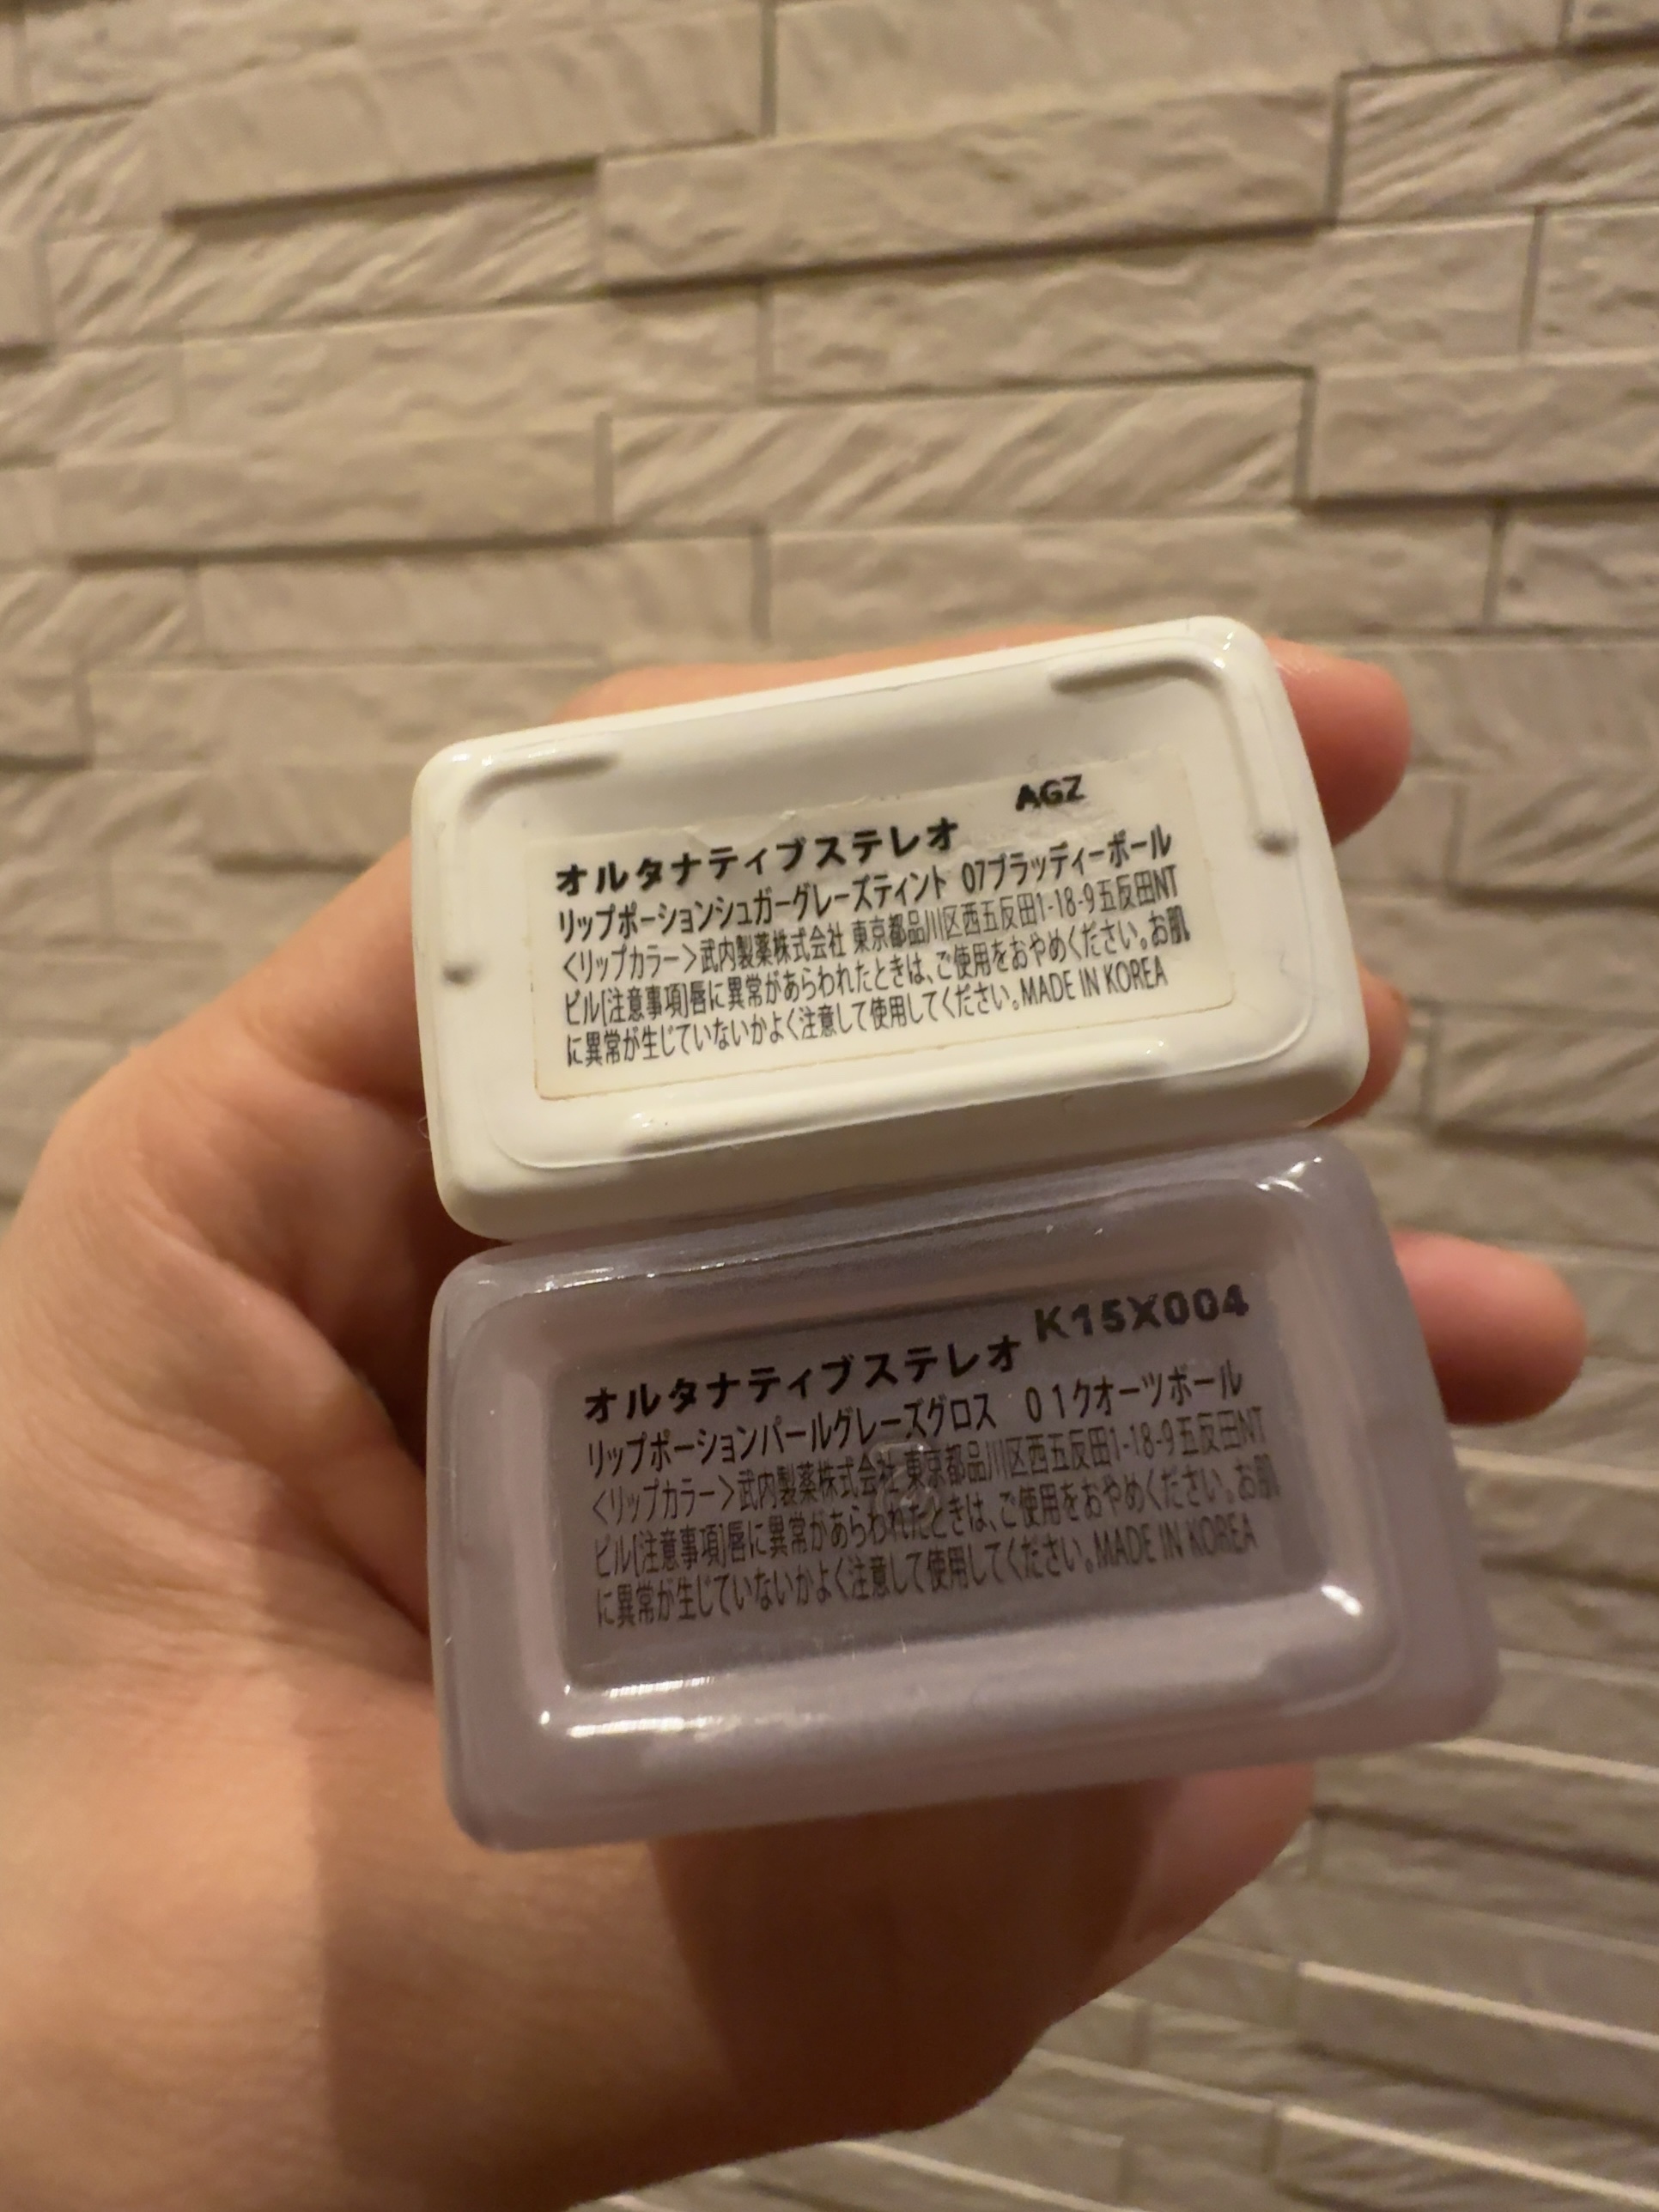 AGZ
オルタナティブステレオ
リップポーションシュガーグレーズティント 07ブラッディーボール
<リップカラー>武内製薬株式会社 東京都品川区西五反田1-18-9五反田NT
ビル[注意事項]唇に異常があらわれたときは、ご使用をおやめください。お肌
に異常が生じていないかよく注意して使用してください。MADE IN KOREA
K15X004
オルタナティブステレオ
リップポーションパールグレーズグロス 01クオーツボール
<リップカラー>武内製薬株式会社 東京都品川区西五反田1-18-9五反田NT
ビル[注意事項]唇に異常があらわれたときは、ご使用をおやめください。お肌
に異常が生じていないかよく注意して使用してください。MADE IN KOREA